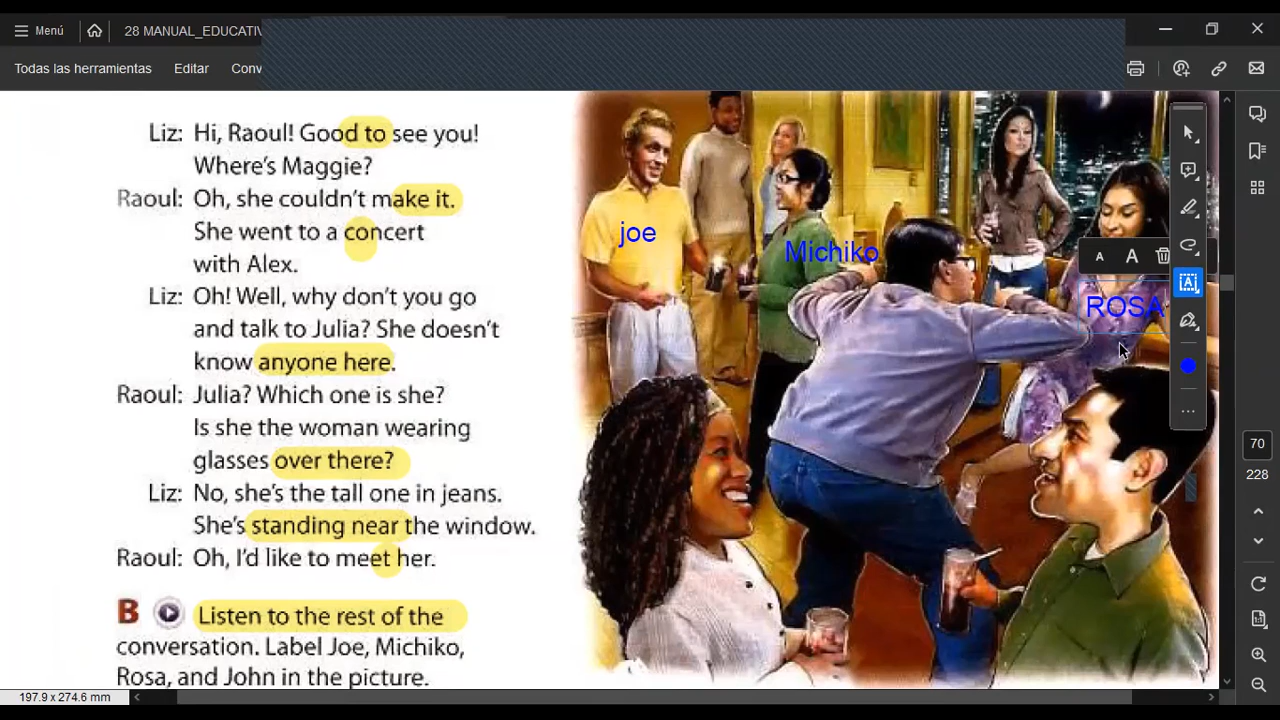 Menú
28 MANUAL_EDUCATIV
Todas las herramientas
Editar
Conv
Liz: Hi, Raoul! Good to see you!
Where's Maggie?
Raoul: Oh, she couldn't make it.
She went to a concert
with Alex.
Liz: Oh! Well, why don't you go
and talk to Julia? She doesn't
know anyone here.
Raoul: Julia? Which one is she?
Is she the woman wearing
glasses over there?
Liz: No, she's the tall one in jeans.
She's standing near the window.
Raoul: Oh, I'd like to meet her.
B Listen to the rest of the
conversation. Label Joe, Michiko,
Rosa, and John in the picture.
joe
Michiko
ROSA
A A
A
70
228
197.9 x 274.6 mm